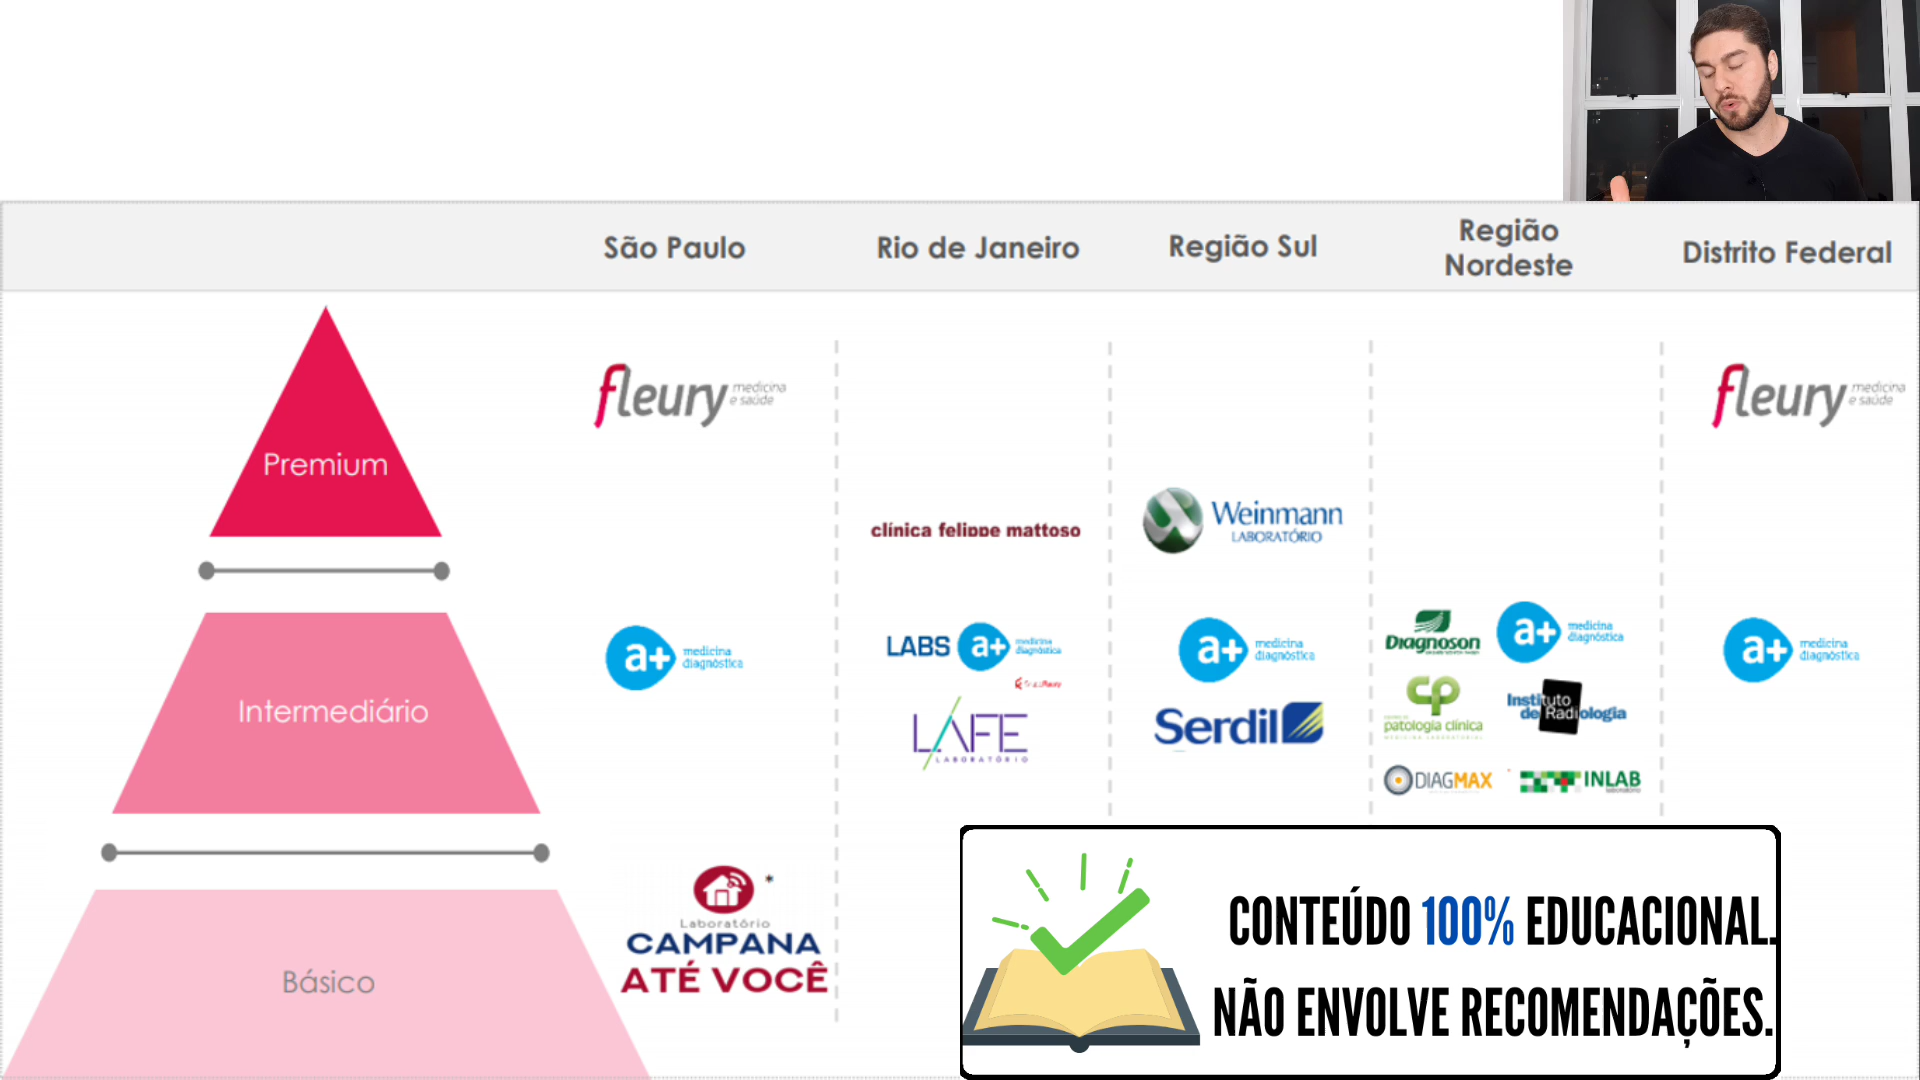 São Paulo
Rio de Janeiro
Região Sul
Região
Nordeste
Distrito Federal
Premium
fleury medicina
e saúde
fleury medicina
e saúde
clínica felippe mattoso
Weinmann
LABORATÓRIO
Intermediário
a+ medicina
diagnóstica
LABS a+ medicina
diagnóstica
LAFE
LABORATÓRIO
a+ medicina
diagnóstica
Serdil
Diagnoson
a+ medicina
diagnóstica
cp
patologia clínica
Instituto
de Radiologia
DIAGMAX
INLAB
a+ medicina
diagnóstica
Básico
*
Laboratório
CAMPANA
ATÉ VOCÊ
CONTEÚDO 100% EDUCACIONAL.
NÃO ENVOLVE RECOMENDAÇÕES.